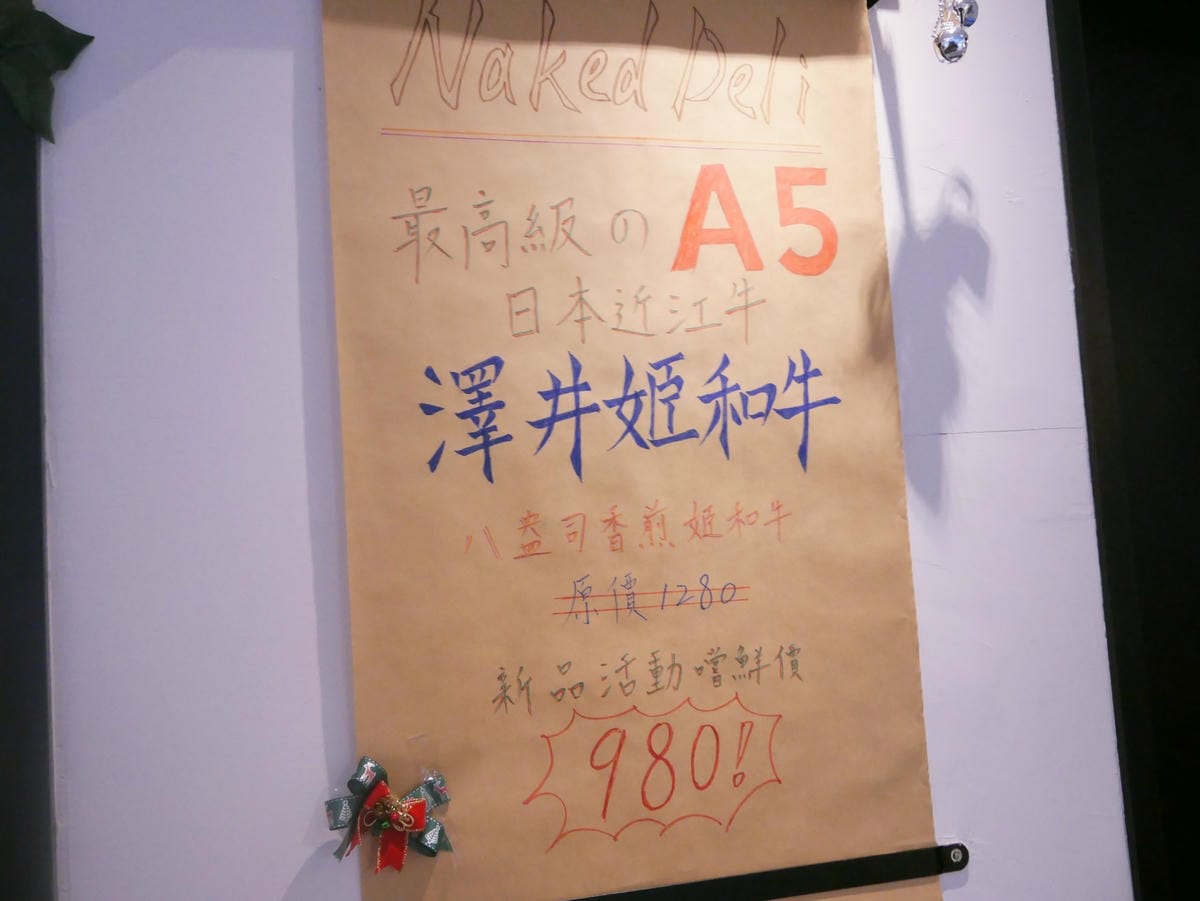 Naked Deli
最高級の A5
日本近江牛
澤井姬和牛
八盎司香煎姬和牛
原價1280
新品活動嚐鮮價
980!